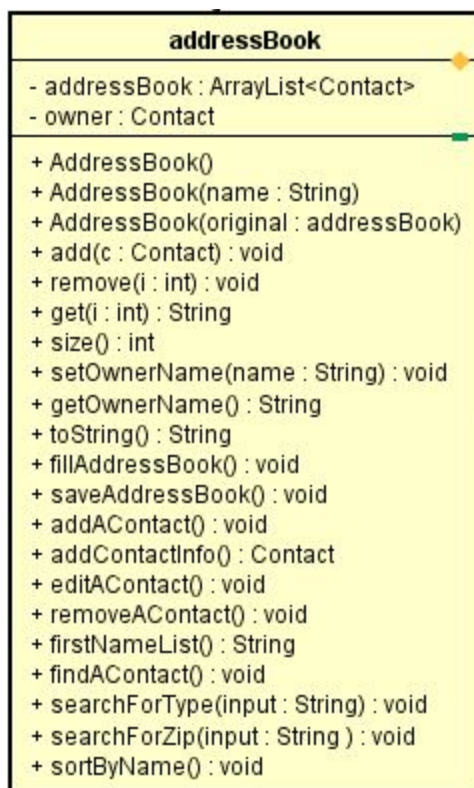 addressBook
- addressBook : ArrayList<Contact>
- owner : Contact
+ AddressBook()
+ AddressBook(name : String)
+ AddressBook(original : addressBook)
+ add(c : Contact) : void
+ remove(i : int) : void
+ get(i : int) : String
+ size() : int
+ setOwnerName(name : String) : void
+ getOwnerName() : String
+ toString() : String
+ fillAddressBook() : void
+ saveAddressBook() : void
+ addAContact() : void
+ addContactInfo() : Contact
+ editAContact() : void
+ removeAContact() : void
+ firstNameList() : String
+ findAContact() : void
+ searchForType(input : String) : void
+ searchForZip(input : String ) : void
+ sortByName() : void